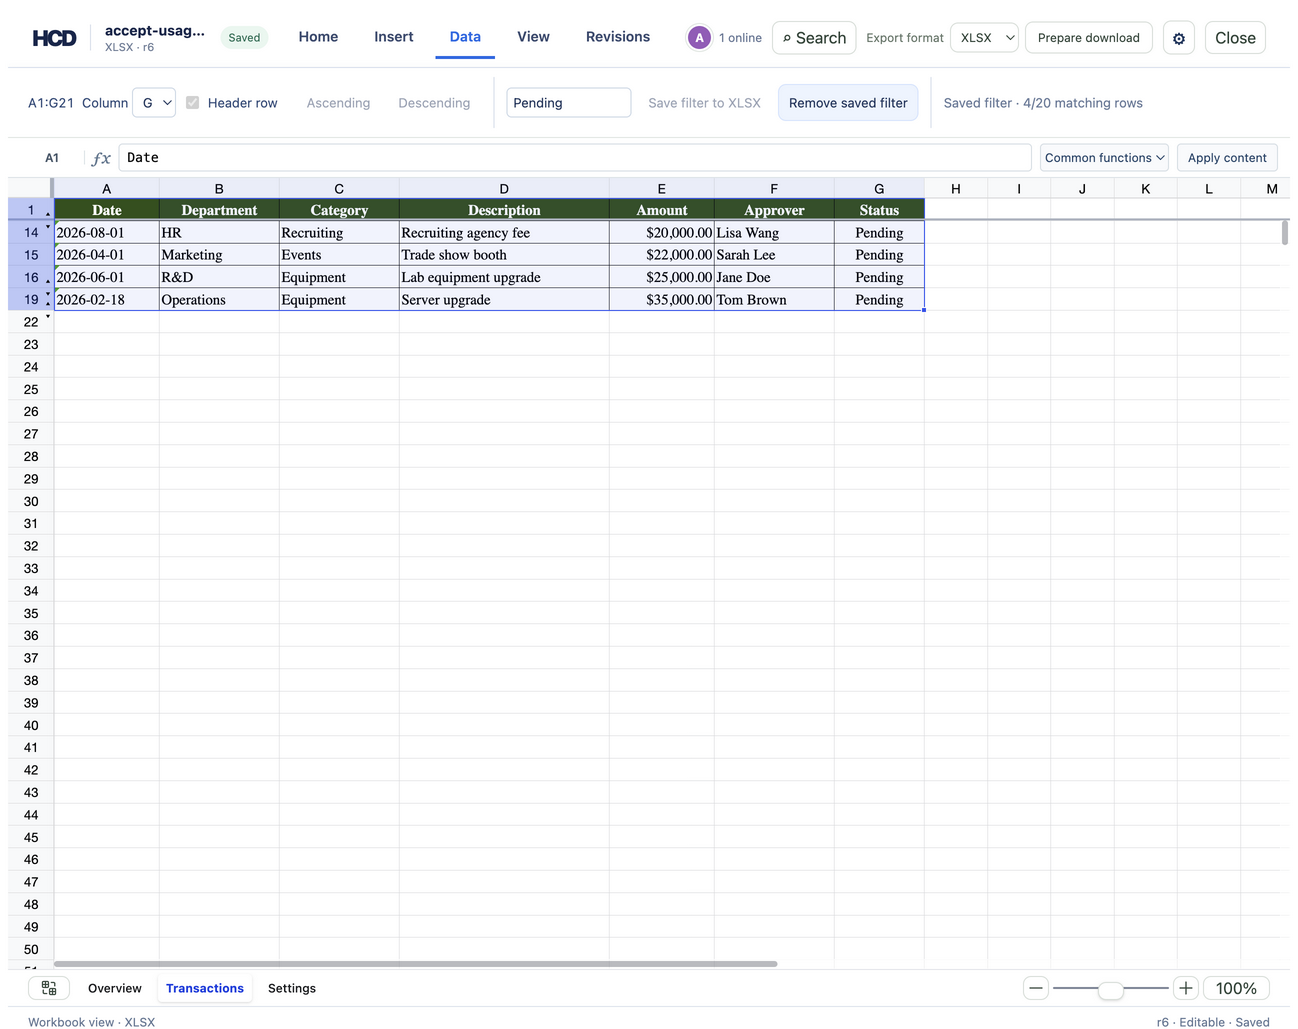 HCD accept-usag... XLSX · r6 Saved Home Insert Data View Revisions A 1 online Search Export format XLSX Prepare download Close
A1:G21 Column G Header row Ascending Descending Pending Save filter to XLSX Remove saved filter Saved filter · 4/20 matching rows
A1 fx Date Common functions Apply content
A B C D E F G H I J K L M
1 Date Department Category Description Amount Approver Status
14 2026-08-01 HR Recruiting Recruiting agency fee $20,000.00 Lisa Wang Pending
15 2026-04-01 Marketing Events Trade show booth $22,000.00 Sarah Lee Pending
16 2026-06-01 R&D Equipment Lab equipment upgrade $25,000.00 Jane Doe Pending
19 2026-02-18 Operations Equipment Server upgrade $35,000.00 Tom Brown Pending
22
23
24
25
26
27
28
29
30
31
32
33
34
35
36
37
38
39
40
41
42
43
44
45
46
47
48
49
50
Overview Transactions Settings 100%
Workbook view · XLSX r6 · Editable · Saved